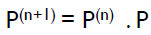 P⁽ⁿ⁺¹⁾ = P⁽ⁿ⁾ . P